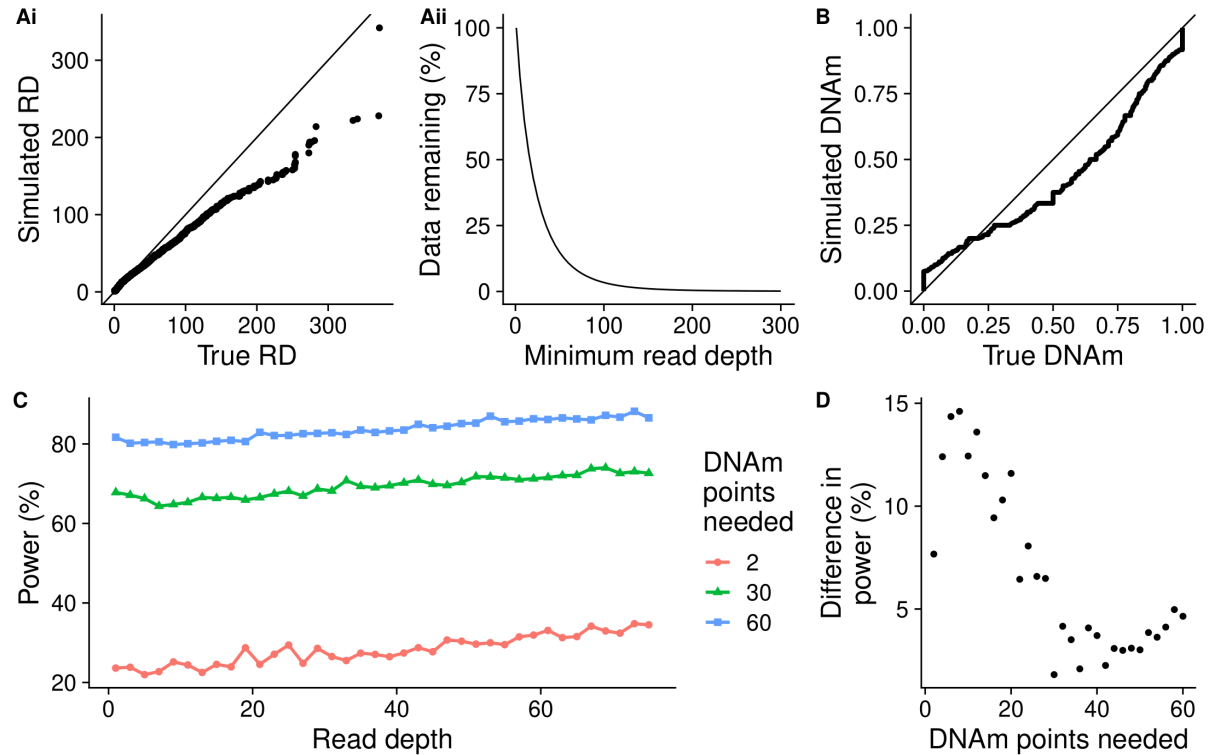 Ai
Simulated RD
300
200
100
0
0 100 200 300
True RD
Aii
Data remaining (%)
100
75
50
25
0
0 100 200 300
Minimum read depth
B
Simulated DNAm
1.00
0.75
0.50
0.25
0.00
0.00 0.25 0.50 0.75 1.00
True DNAm
C
Power (%)
80
60
40
20
0 20 40 60
Read depth
DNAm
points
needed
2
30
60
D
Difference in
power (%)
15
10
5
0 20 40 60
DNAm points needed